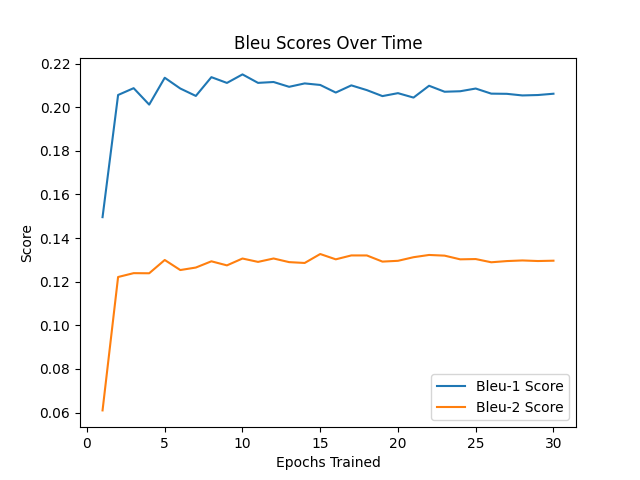 Bleu Scores Over Time
Score
0.22
0.20
0.18
0.16
0.14
0.12
0.10
0.08
0.06
Bleu-1 Score
Bleu-2 Score
0 5 10 15 20 25 30
Epochs Trained